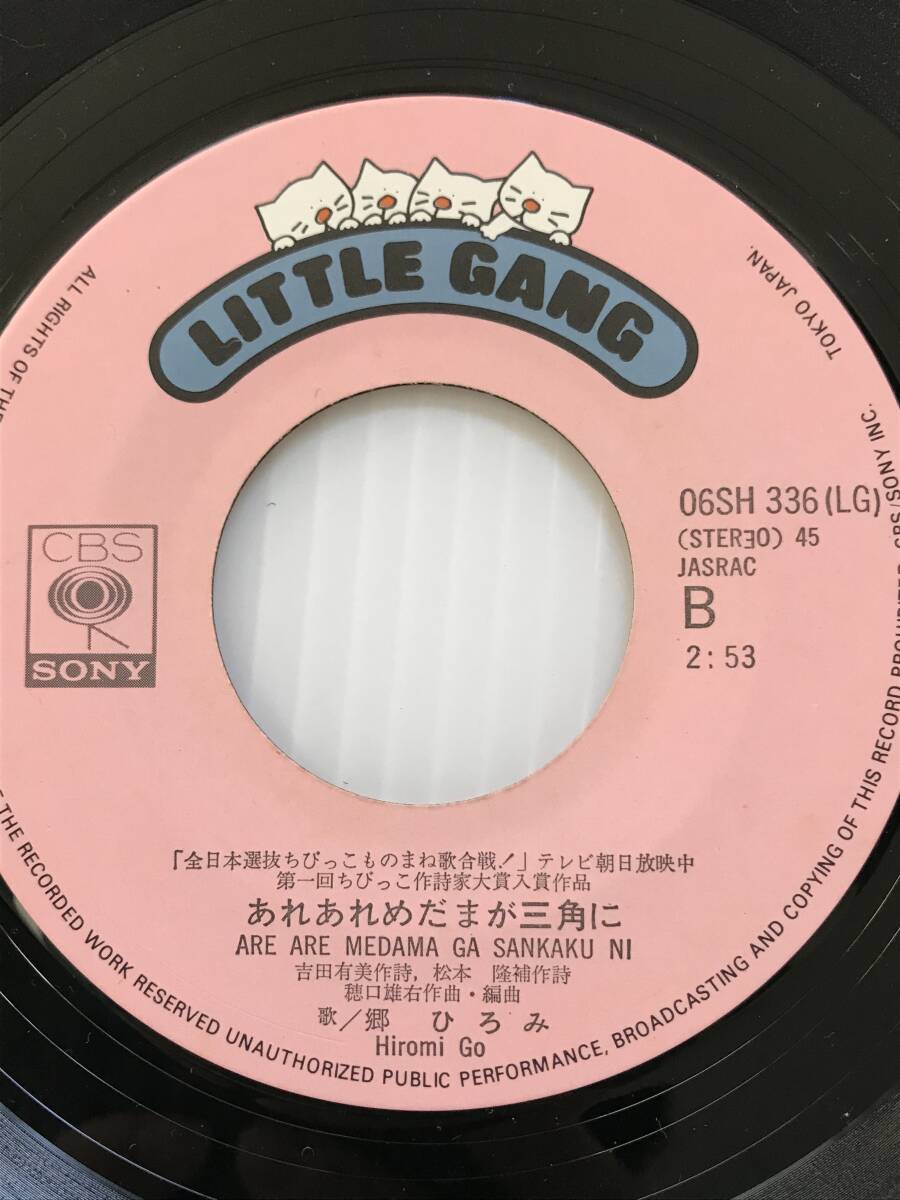 LITTLE GANG
CBS
SONY
06SH 336(LG)
(STEREO) 45
JASRAC
B
2:53
「全日本選抜ちびっこものまね歌合戦!」テレビ朝日放映中
第一回ちびっこ作詩家大賞入賞作品
あれあれめだまが三角に
ARE ARE MEDAMA GA SANKAKU NI
吉田有美作詩, 松本 隆補作詩
穂口雄右作曲・編曲
歌/郷 ひろみ
Hiromi Go
ALL RIGHTS OF THE
THE RECORDED WORK RESERVED UNAUTHORIZED PUBLIC PERFORMANCE, BROADCASTING AND COPYING OF THIS RECORD PROHIBITED CBS/SONY INC. TOKYO JAPAN.